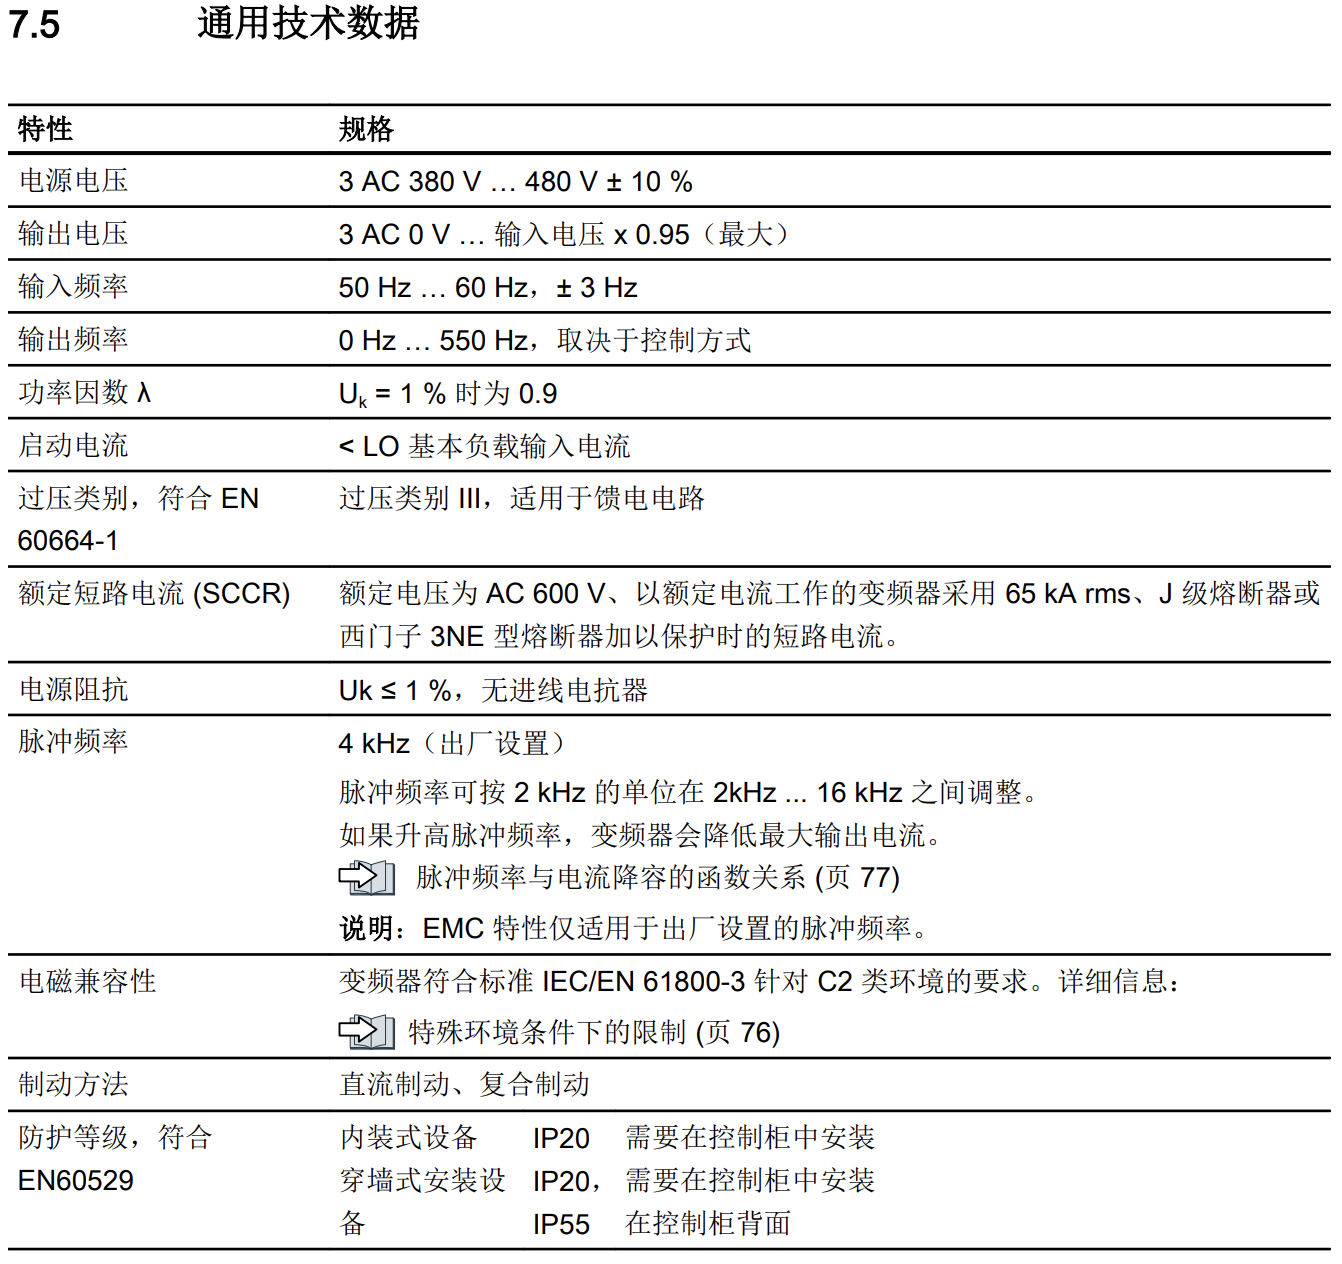 7.5 通用技术数据
特性 规格
电源电压 3 AC 380 V … 480 V ± 10 %
输出电压 3 AC 0 V … 输入电压 x 0.95（最大）
输入频率 50 Hz … 60 Hz，± 3 Hz
输出频率 0 Hz … 550 Hz，取决于控制方式
功率因数 λ Uk = 1 % 时为 0.9
启动电流 < LO 基本负载输入电流
过压类别，符合 EN 过压类别 III，适用于馈电电路
60664-1
额定短路电流 (SCCR) 额定电压为 AC 600 V、以额定电流工作的变频器采用 65 kA rms、J 级熔断器或
西门子 3NE 型熔断器加以保护时的短路电流。
电源阻抗 Uk ≤ 1 %，无进线电抗器
脉冲频率 4 kHz（出厂设置）
脉冲频率可按 2 kHz 的单位在 2kHz ... 16 kHz 之间调整。
如果升高脉冲频率，变频器会降低最大输出电流。
脉冲频率与电流降容的函数关系 (页 77)
说明：EMC 特性仅适用于出厂设置的脉冲频率。
电磁兼容性 变频器符合标准 IEC/EN 61800-3 针对 C2 类环境的要求。详细信息：
特殊环境条件下的限制 (页 76)
制动方法 直流制动、复合制动
防护等级，符合 内装式设备 IP20 需要在控制柜中安装
EN60529 穿墙式安装设 IP20， 需要在控制柜中安装
备 IP55 在控制柜背面